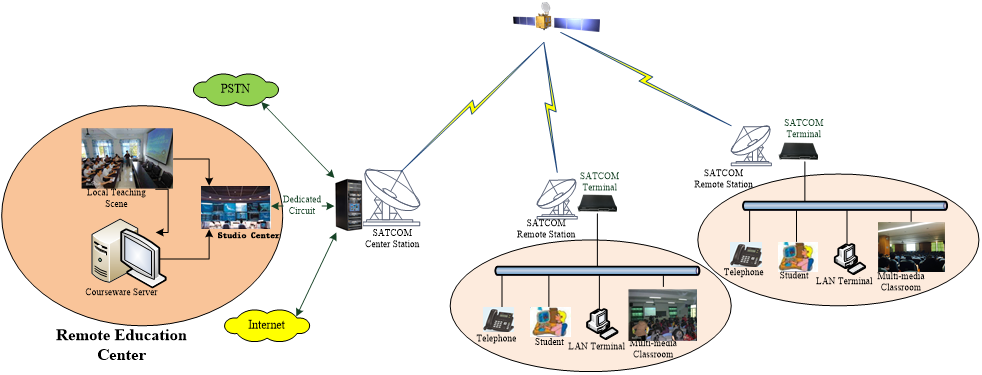 PSTN
Local Teaching
Scene
Studio Center
Courseware Server
Remote Education
Center
Dedicated
Circuit
Internet
SATCOM
Center Station
SATCOM
Terminal
SATCOM
Remote Station
Telephone
Student
LAN Terminal
Multi-media
Classroom
SATCOM
Terminal
SATCOM
Remote Station
Telephone
Student
LAN Terminal
Multi-media
Classroom